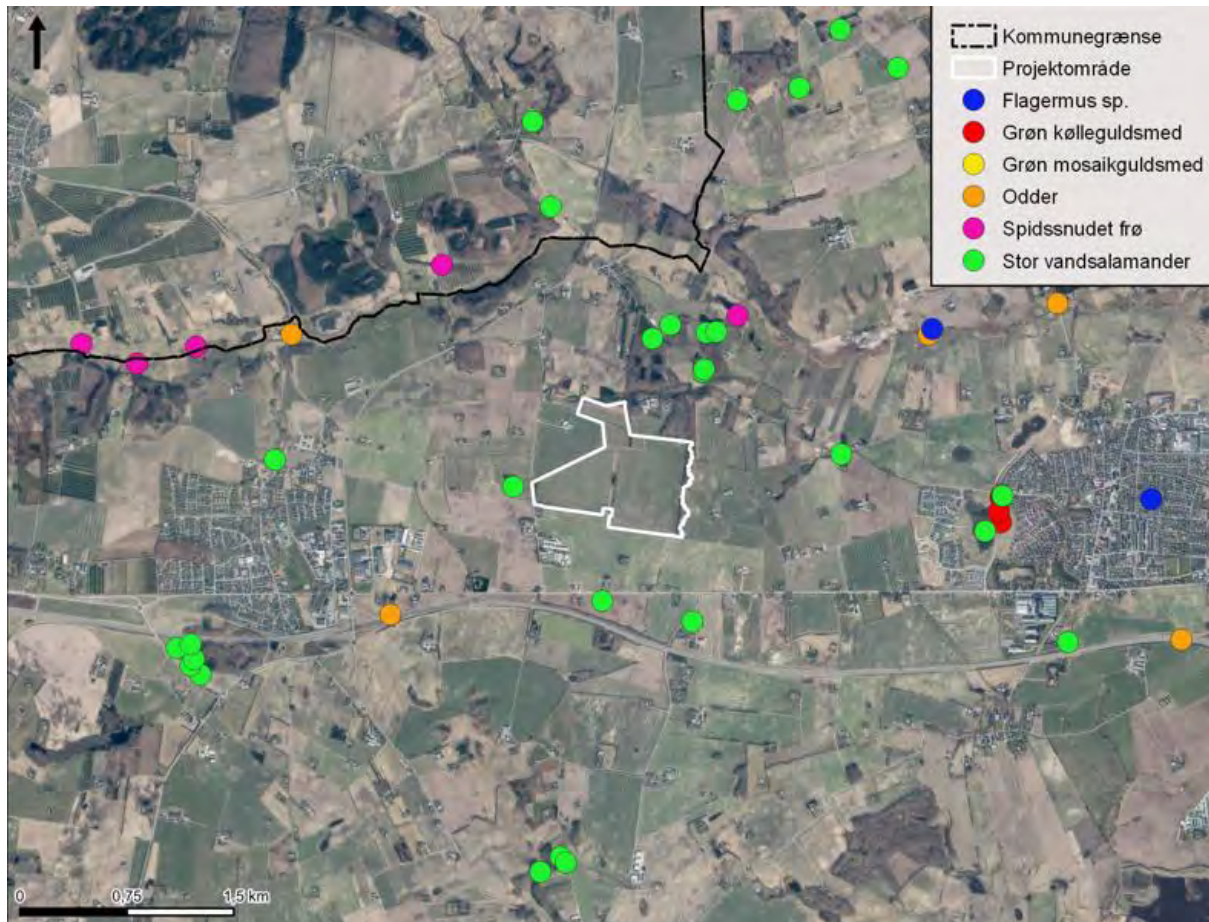 Kommunegrænse
Projektområde
Flagermus sp.
Grøn kølleguldsmed
Grøn mosaikguldsmed
Odder
Spidssnudet frø
Stor vandsalamander
0 0,75 1,5 km